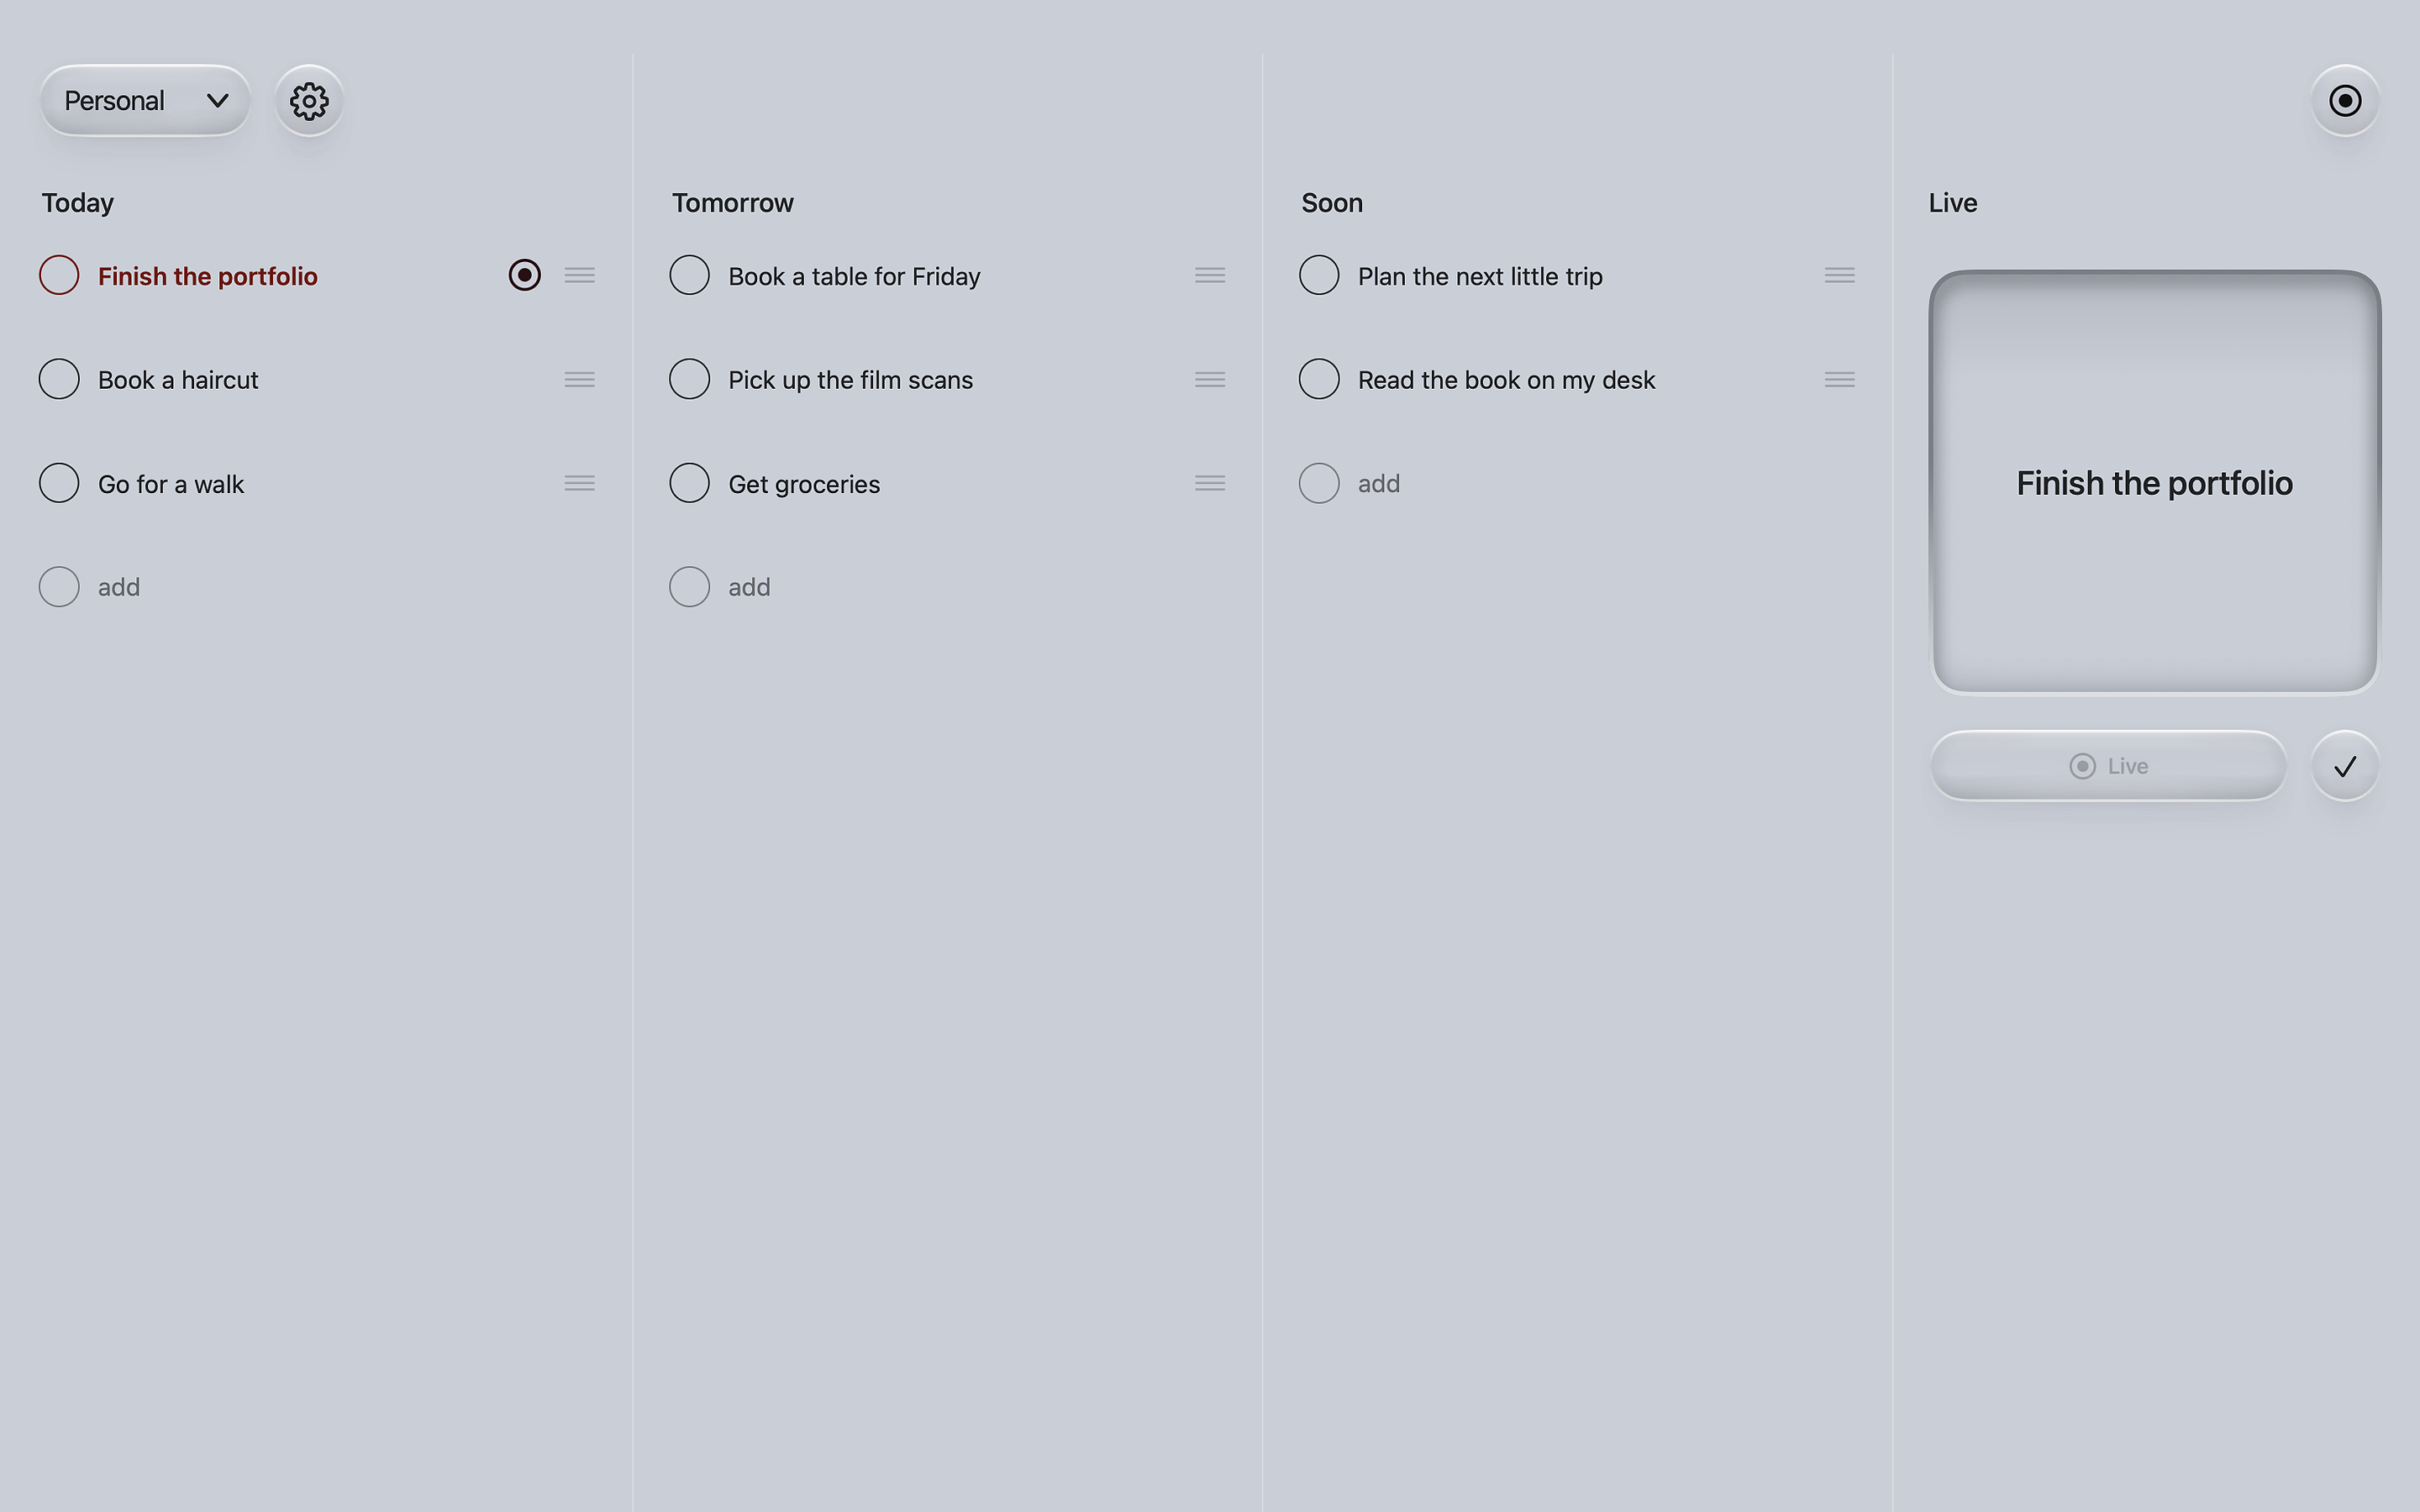 Personal
Today
Finish the portfolio
Book a haircut
Go for a walk
add
Tomorrow
Book a table for Friday
Pick up the film scans
Get groceries
add
Soon
Plan the next little trip
Read the book on my desk
add
Live
Finish the portfolio
Live